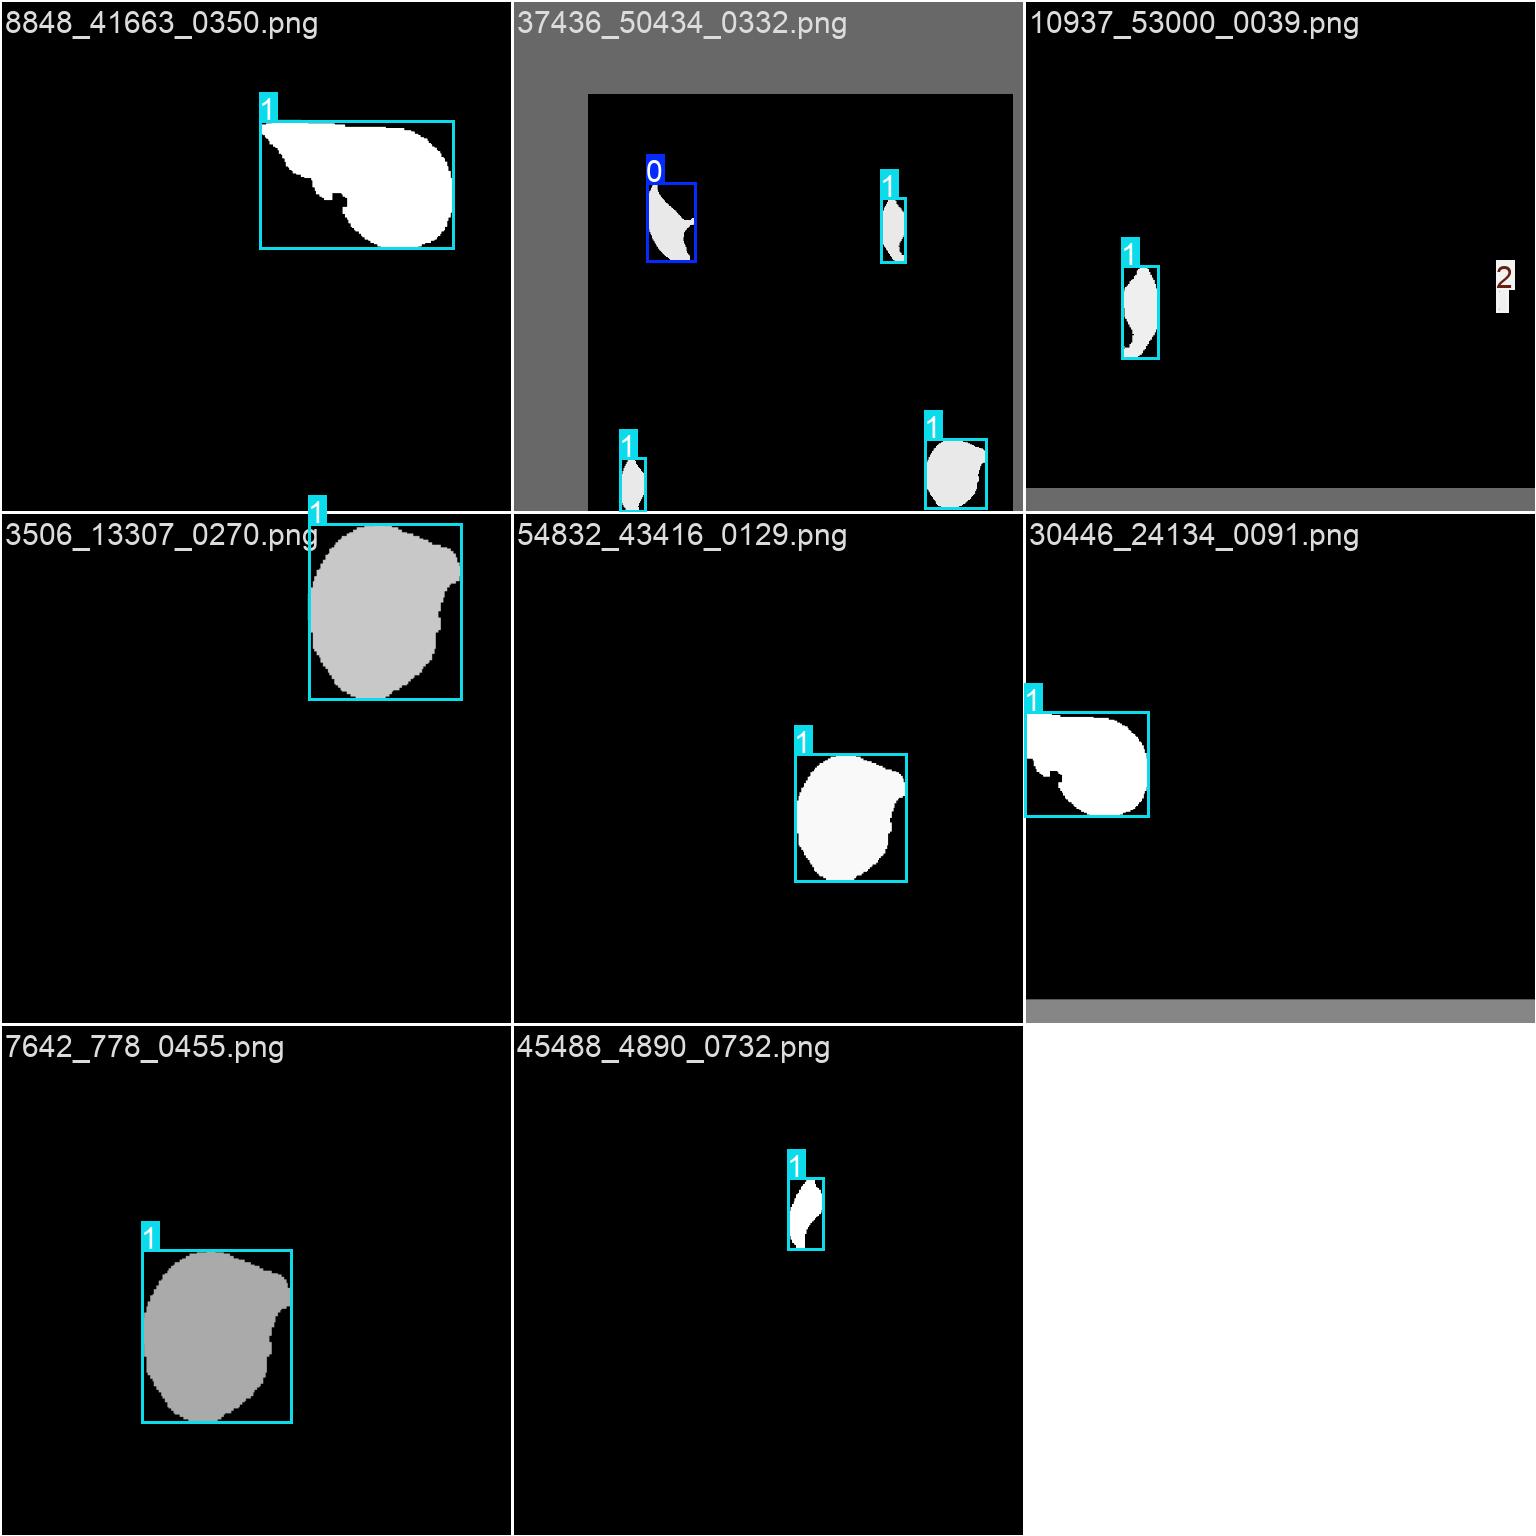 8848_41663_0350.png
37436_50434_0332.png
10937_53000_0039.png
1
0
1
1
2
1
1
1
3506_13307_0270.png
54832_43416_0129.png
30446_24134_0091.png
1
1
7642_778_0455.png
45488_4890_0732.png
1
1